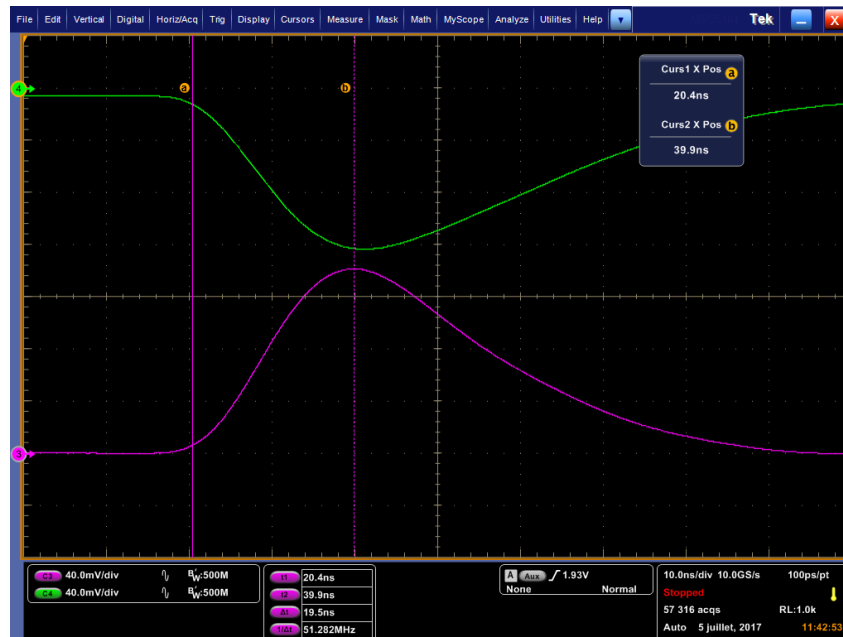 File Edit Vertical Digital Horiz/Acq Trig Display Cursors Measure Mask Math MyScope Analyze Utilities Help Tek X
4 a b
Curs1 X Pos a
20.4ns
Curs2 X Pos b
39.9ns
3
C3 40.0mV/div BW:500M
C4 40.0mV/div BW:500M
t1 20.4ns
t2 39.9ns
Δt 19.5ns
1/Δt 51.282MHz
A Aux 1.93V
None Normal
10.0ns/div 10.0GS/s 100ps/pt
Stopped
57 316 acqs RL:1.0k
Auto 5 juillet, 2017 11:42:53